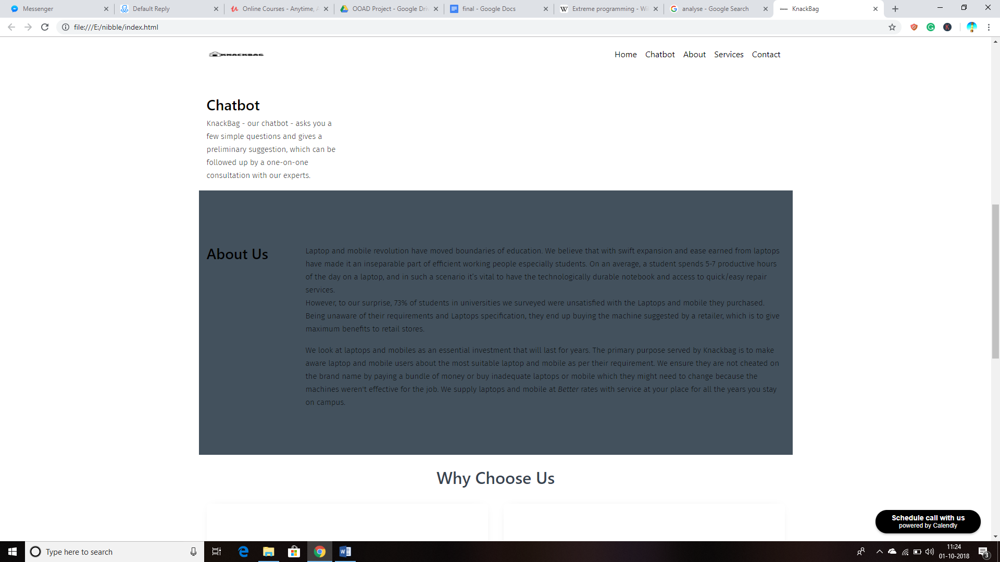 Messenger
Default Reply
Online Courses - Anytime, A
OOAD Project - Google Driv
final - Google Docs
Extreme programming - Wi
analyse - Google Search
KnackBag
file:///E:/nibble/index.html
K
KNACKBAG
Home Chatbot About Services Contact
Chatbot
KnackBag - our chatbot - asks you a
few simple questions and gives a
preliminary suggestion, which can be
followed up by a one-on-one
consultation with our experts.
About Us
Laptop and mobile revolution have moved boundaries of education. We believe that with swift expansion and ease earned from laptops
have made it an inseparable part of efficient working people especially students. On an average, a student spends 5-7 productive hours
of the day on a laptop, and in such a scenario it's vital to have the technologically durable notebook and access to quick/easy repair
services.
However, to our surprise, 73% of students in universities we surveyed were unsatisfied with the Laptops and mobile they purchased.
Being unaware of their requirements and Laptops specification, they end up buying the machine suggested by a retailer, which is to give
maximum benefits to retail stores.
We look at laptops and mobiles as an essential investment that will last for years. The primary purpose served by Knackbag is to make
aware laptop and mobile users about the most suitable laptop and mobile as per their requirement. We ensure they are not cheated on
the brand name by paying a bundle of money or buy inadequate laptops or mobile which they might need to change because the
machines weren't effective for the job. We supply laptops and mobile at Better rates with service at your place for all the years you stay
on campus.
Why Choose Us
Schedule call with us
powered by Calendly
Type here to search
11:24
01-10-2018
3